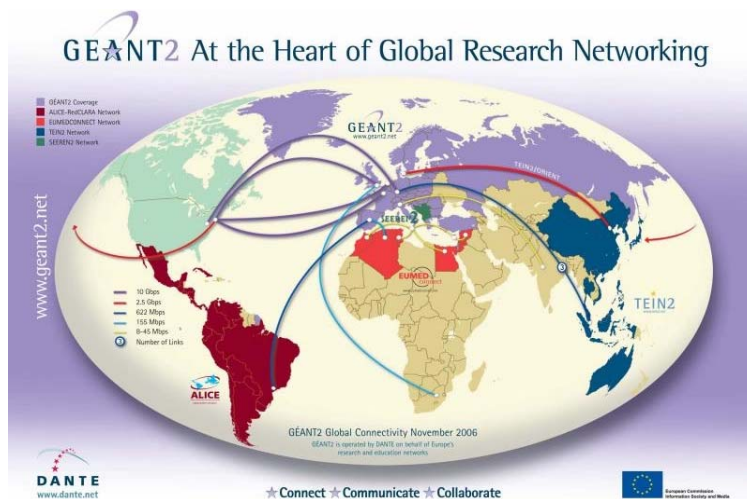 GÉANT2 At the Heart of Global Research Networking
GÉANT2 Coverage
ALICE-RedCLARA Network
EUMEDCONNECT Network
TEIN2 Network
SEEREN2 Network
GÉANT2
www.geant2.net
TEIN2/ORIENT
SEEREN2
EUMED
connect
www.geant2.net
10 Gbps
2.5 Gbps
622 Mbps
155 Mbps
8-45 Mbps
3 Number of Links
3
TEIN2
ALICE
GÉANT2 Global Connectivity November 2006
GÉANT2 is operated by DANTE on behalf of Europe's
research and education networks
DANTE
www.dante.net
Connect Communicate Collaborate
European Commission
Information Society and Media